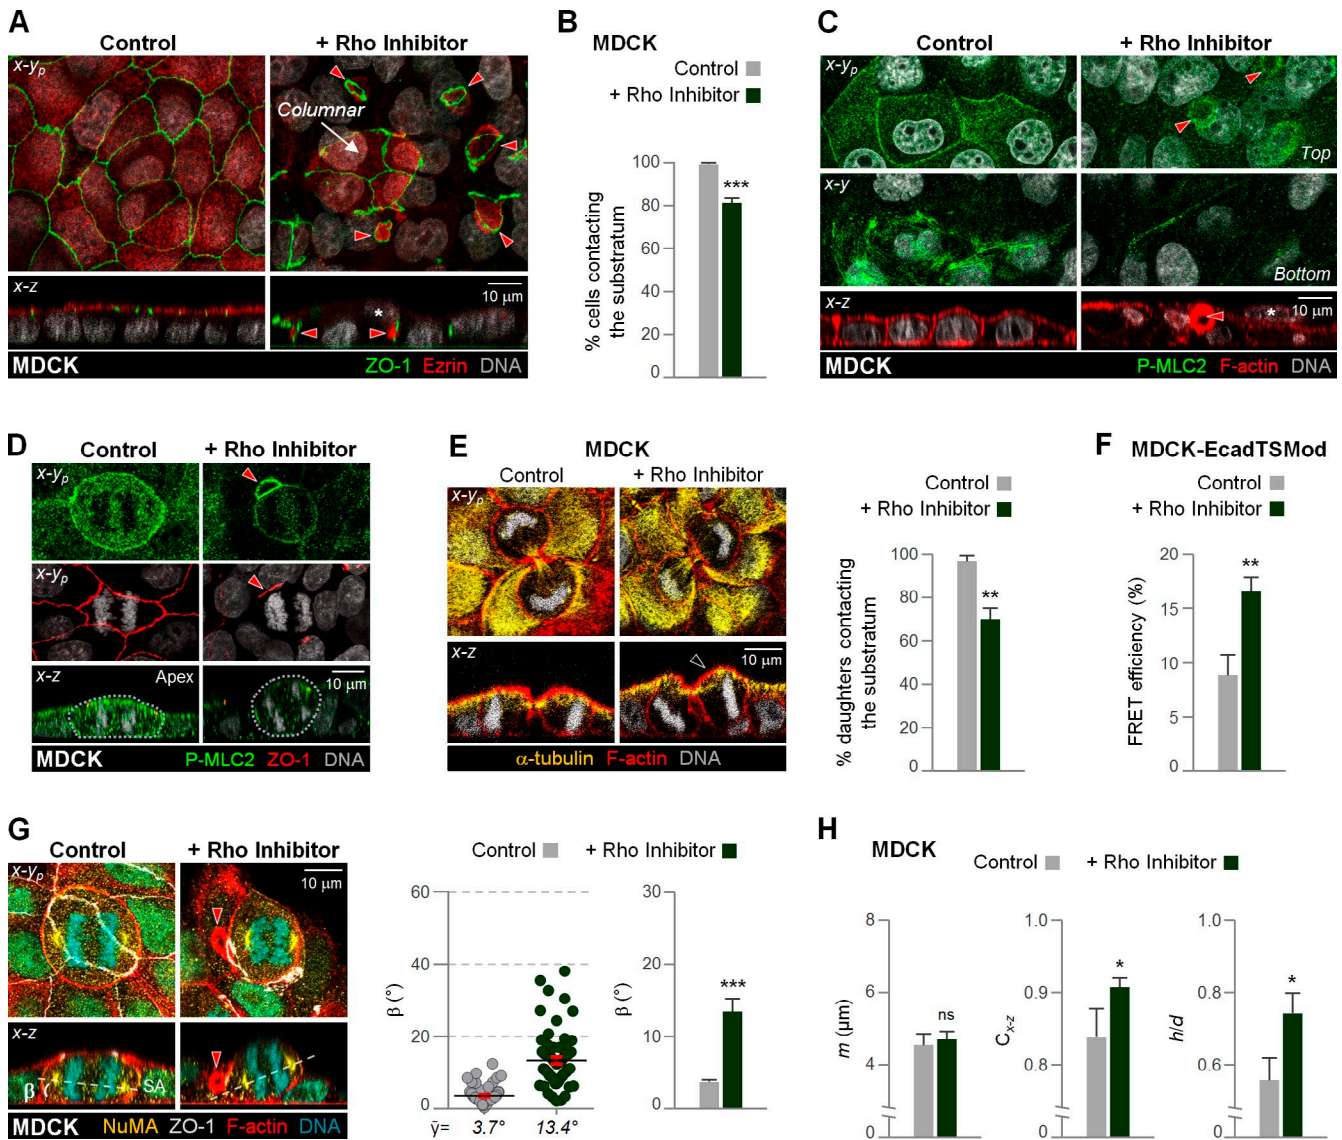 A
Control
+ Rho Inhibitor
x-yp
Columnar
x-z
10 µm
*
MDCK
ZO-1 Ezrin DNA
B
MDCK
Control
+ Rho Inhibitor
% cells contacting
the substratum
100
80
60
40
20
0
***
C
Control
+ Rho Inhibitor
x-yp
Top
x-y
Bottom
x-z
10 µm
*
MDCK
P-MLC2 F-actin DNA
D
Control
+ Rho Inhibitor
x-yp
x-yp
x-z
Apex
10 µm
MDCK
P-MLC2 ZO-1 DNA
E
MDCK
Control
+ Rho Inhibitor
x-yp
x-z
10 µm
α-tubulin F-actin DNA
Control
+ Rho Inhibitor
% daughters contacting
the substratum
100
80
60
40
20
0
**
F
MDCK-EcadTSMod
Control
+ Rho Inhibitor
FRET efficiency (%)
20
15
10
5
0
**
G
Control
+ Rho Inhibitor
x-yp
10 µm
x-z
β
SA
MDCK
NuMA ZO-1 F-actin DNA
Control
+ Rho Inhibitor
β (°)
60
40
20
0
ȳ= 3.7° 13.4°
β (°)
30
20
10
0
***
H
MDCK
Control
+ Rho Inhibitor
m (µm)
8
6
4
ns
Cx-z
1.0
0.9
0.8
*
h/d
1.0
0.8
0.6
*